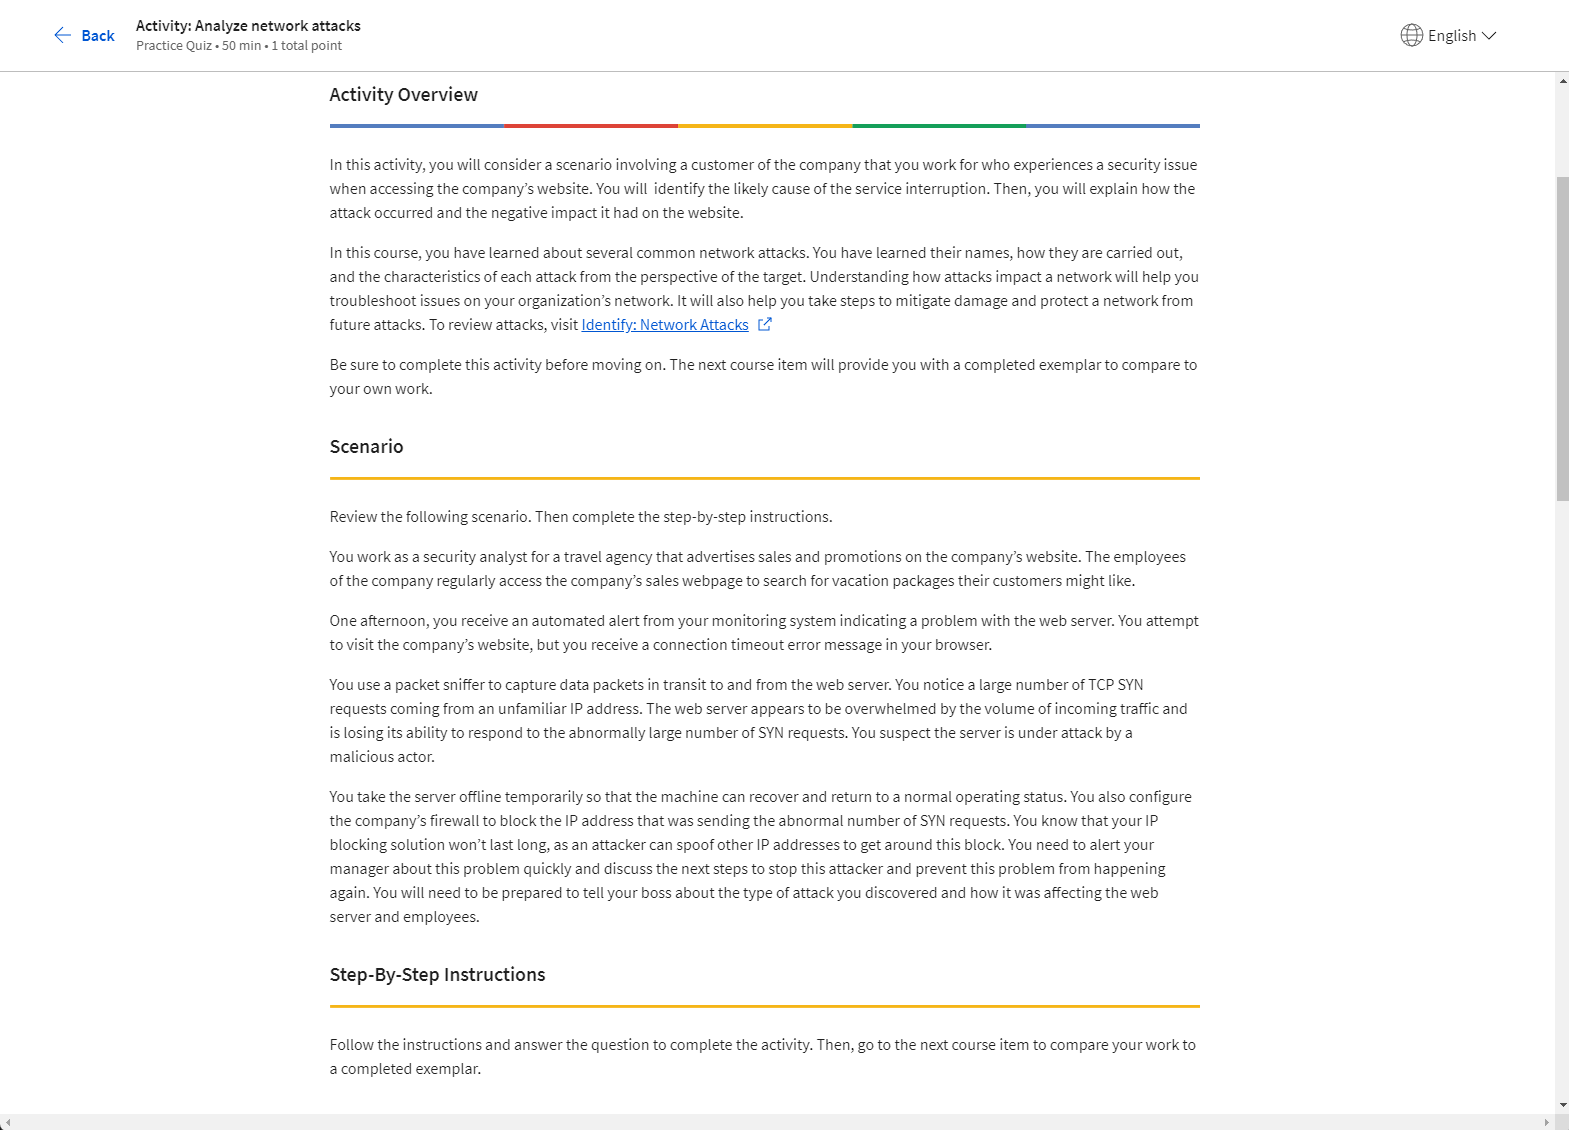 Back
Activity: Analyze network attacks
Practice Quiz • 50 min • 1 total point
English
Activity Overview
In this activity, you will consider a scenario involving a customer of the company that you work for who experiences a security issue
when accessing the company’s website. You will  identify the likely cause of the service interruption. Then, you will explain how the
attack occurred and the negative impact it had on the website.
In this course, you have learned about several common network attacks. You have learned their names, how they are carried out,
and the characteristics of each attack from the perspective of the target. Understanding how attacks impact a network will help you
troubleshoot issues on your organization’s network. It will also help you take steps to mitigate damage and protect a network from
future attacks. To review attacks, visit Identify: Network Attacks
Be sure to complete this activity before moving on. The next course item will provide you with a completed exemplar to compare to
your own work.
Scenario
Review the following scenario. Then complete the step-by-step instructions.
You work as a security analyst for a travel agency that advertises sales and promotions on the company’s website. The employees
of the company regularly access the company’s sales webpage to search for vacation packages their customers might like.
One afternoon, you receive an automated alert from your monitoring system indicating a problem with the web server. You attempt
to visit the company’s website, but you receive a connection timeout error message in your browser.
You use a packet sniffer to capture data packets in transit to and from the web server. You notice a large number of TCP SYN
requests coming from an unfamiliar IP address. The web server appears to be overwhelmed by the volume of incoming traffic and
is losing its ability to respond to the abnormally large number of SYN requests. You suspect the server is under attack by a
malicious actor.
You take the server offline temporarily so that the machine can recover and return to a normal operating status. You also configure
the company’s firewall to block the IP address that was sending the abnormal number of SYN requests. You know that your IP
blocking solution won’t last long, as an attacker can spoof other IP addresses to get around this block. You need to alert your
manager about this problem quickly and discuss the next steps to stop this attacker and prevent this problem from happening
again. You will need to be prepared to tell your boss about the type of attack you discovered and how it was affecting the web
server and employees.
Step-By-Step Instructions
Follow the instructions and answer the question to complete the activity. Then, go to the next course item to compare your work to
a completed exemplar.